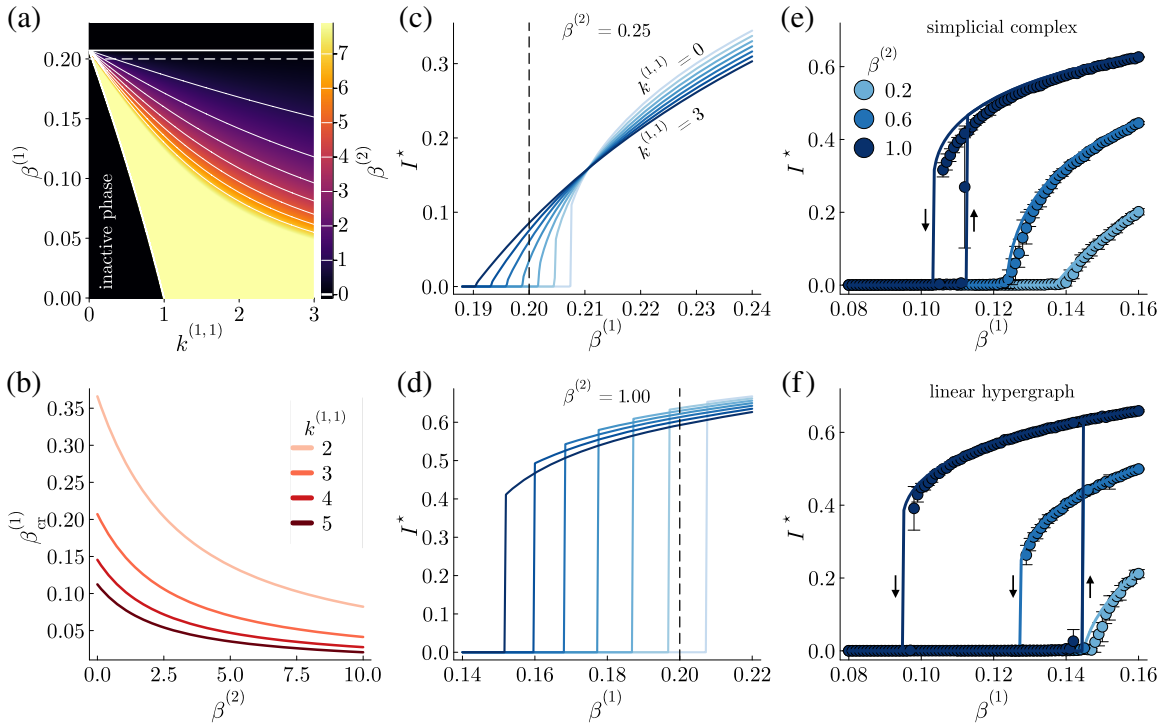 (a)
β^(1)
0.20
0.15
0.10
0.05
0.00
inactive phase
0
1
2
3
k^(1,1)
7
6
5
4
3
2
1
0
β^(2)
(b)
β_cr^(1)
0.35
0.30
0.25
0.20
0.15
0.10
0.05
k^(1,1)
2
3
4
5
0.0
2.5
5.0
7.5
10.0
β^(2)
(c)
β^(2) = 0.25
k^(1,1) = 0
k^(1,1) = 3
I⋆
0.3
0.2
0.1
0.0
0.19 0.20 0.21 0.22 0.23 0.24
β^(1)
(d)
β^(2) = 1.00
I⋆
0.6
0.5
0.4
0.3
0.2
0.1
0.0
0.14 0.16 0.18 0.20 0.22
β^(1)
(e)
simplicial complex
β^(2)
0.2
0.6
1.0
I⋆
0.6
0.4
0.2
0.0
0.08 0.10 0.12 0.14 0.16
β^(1)
(f)
linear hypergraph
I⋆
0.6
0.4
0.2
0.0
0.08 0.10 0.12 0.14 0.16
β^(1)